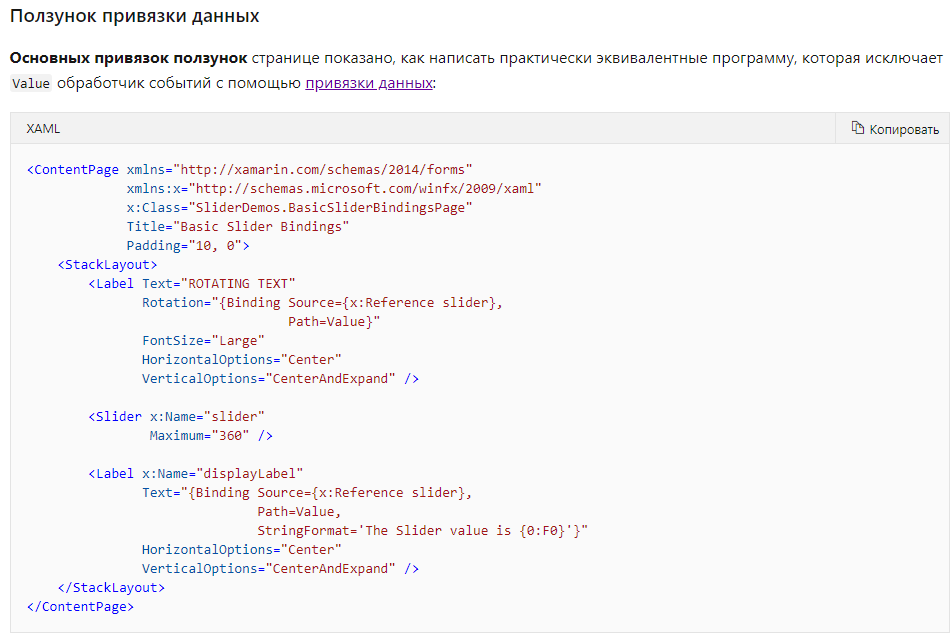 Ползунок привязки данных
Основных привязок ползунок странице показано, как написать практически эквивалентные программу, которая исключает
Value обработчик событий с помощью привязки данных:
XAML
Копировать
<ContentPage xmlns="http://xamarin.com/schemas/2014/forms"
             xmlns:x="http://schemas.microsoft.com/winfx/2009/xaml"
             x:Class="SliderDemos.BasicSliderBindingsPage"
             Title="Basic Slider Bindings"
             Padding="10, 0">
    <StackLayout>
        <Label Text="ROTATING TEXT"
               Rotation="{Binding Source={x:Reference slider},
                                  Path=Value}"
               FontSize="Large"
               HorizontalOptions="Center"
               VerticalOptions="CenterAndExpand" />
        <Slider x:Name="slider"
                Maximum="360" />
        <Label x:Name="displayLabel"
               Text="{Binding Source={x:Reference slider},
                              Path=Value,
                              StringFormat='The Slider value is {0:F0}'}"
               HorizontalOptions="Center"
               VerticalOptions="CenterAndExpand" />
    </StackLayout>
</ContentPage>